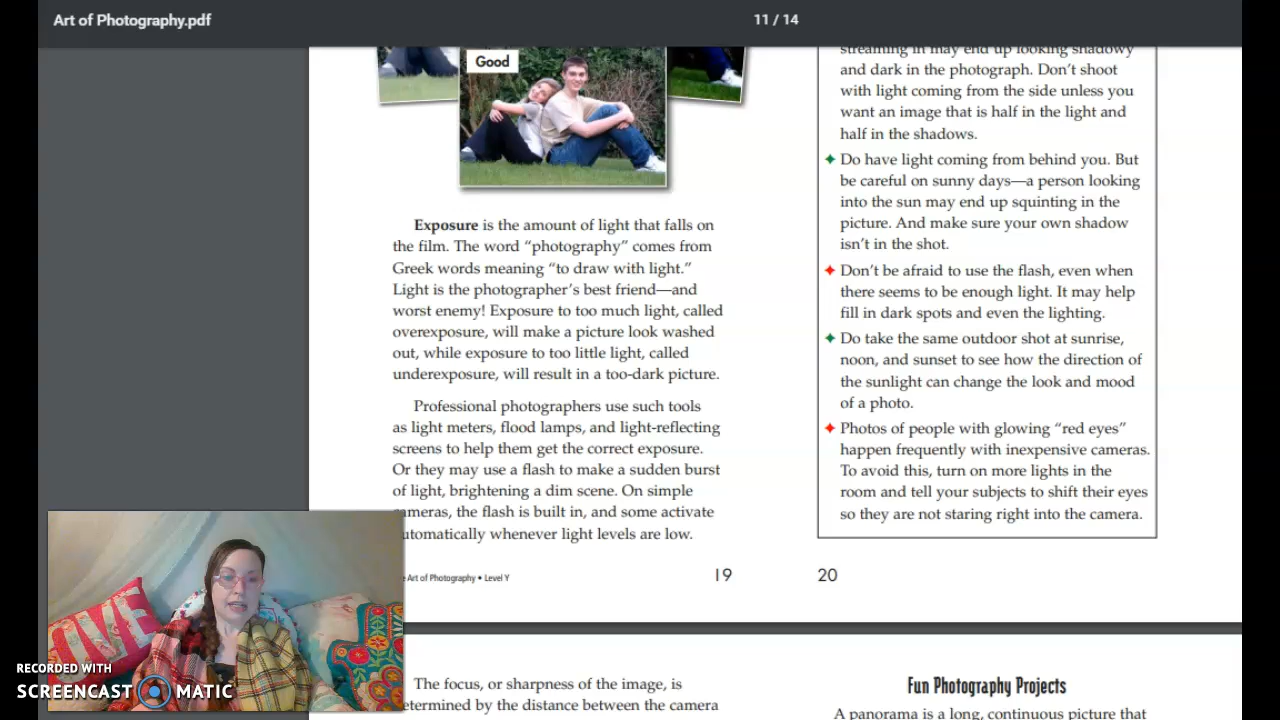 Art of Photography.pdf
11 / 14
Good
Exposure is the amount of light that falls on
the film. The word “photography” comes from
Greek words meaning “to draw with light.”
Light is the photographer’s best friend—and
worst enemy! Exposure to too much light, called
overexposure, will make a picture look washed
out, while exposure to too little light, called
underexposure, will result in a too-dark picture.
Professional photographers use such tools
as light meters, flood lamps, and light-reflecting
screens to help them get the correct exposure.
Or they may use a flash to make a sudden burst
of light, brightening a dim scene. On simple
cameras, the flash is built in, and some activate
automatically whenever light levels are low.
Art of Photography • Level Y
19
streaming in may end up looking shadowy
and dark in the photograph. Don’t shoot
with light coming from the side unless you
want an image that is half in the light and
half in the shadows.
Do have light coming from behind you. But
be careful on sunny days—a person looking
into the sun may end up squinting in the
picture. And make sure your own shadow
isn’t in the shot.
Don’t be afraid to use the flash, even when
there seems to be enough light. It may help
fill in dark spots and even the lighting.
Do take the same outdoor shot at sunrise,
noon, and sunset to see how the direction of
the sunlight can change the look and mood
of a photo.
Photos of people with glowing “red eyes”
happen frequently with inexpensive cameras.
To avoid this, turn on more lights in the
room and tell your subjects to shift their eyes
so they are not staring right into the camera.
20
The focus, or sharpness of the image, is
determined by the distance between the camera
Fun Photography Projects
A panorama is a long, continuous picture that
LOVE
RECORDED WITH
SCREENCAST MATIC